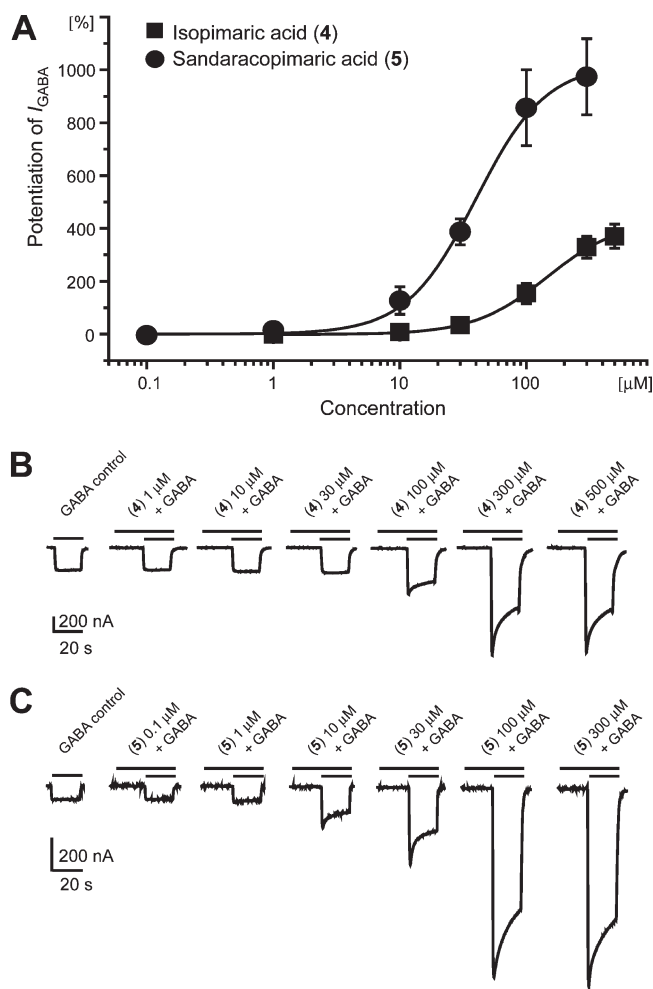 A
[%]
Isopimaric acid (4)
Sandaracopimaric acid (5)
Potentiation of IGABA
1000
800
600
400
200
0
0.1
1
10
100
[μM]
Concentration
B
GABA control
(4) 1 μM
+ GABA
(4) 10 μM
+ GABA
(4) 30 μM
+ GABA
(4) 100 μM
+ GABA
(4) 300 μM
+ GABA
(4) 500 μM
+ GABA
200 nA
20 s
C
GABA control
(5) 0.1 μM
+ GABA
(5) 1 μM
+ GABA
(5) 10 μM
+ GABA
(5) 30 μM
+ GABA
(5) 100 μM
+ GABA
(5) 300 μM
+ GABA
200 nA
20 s